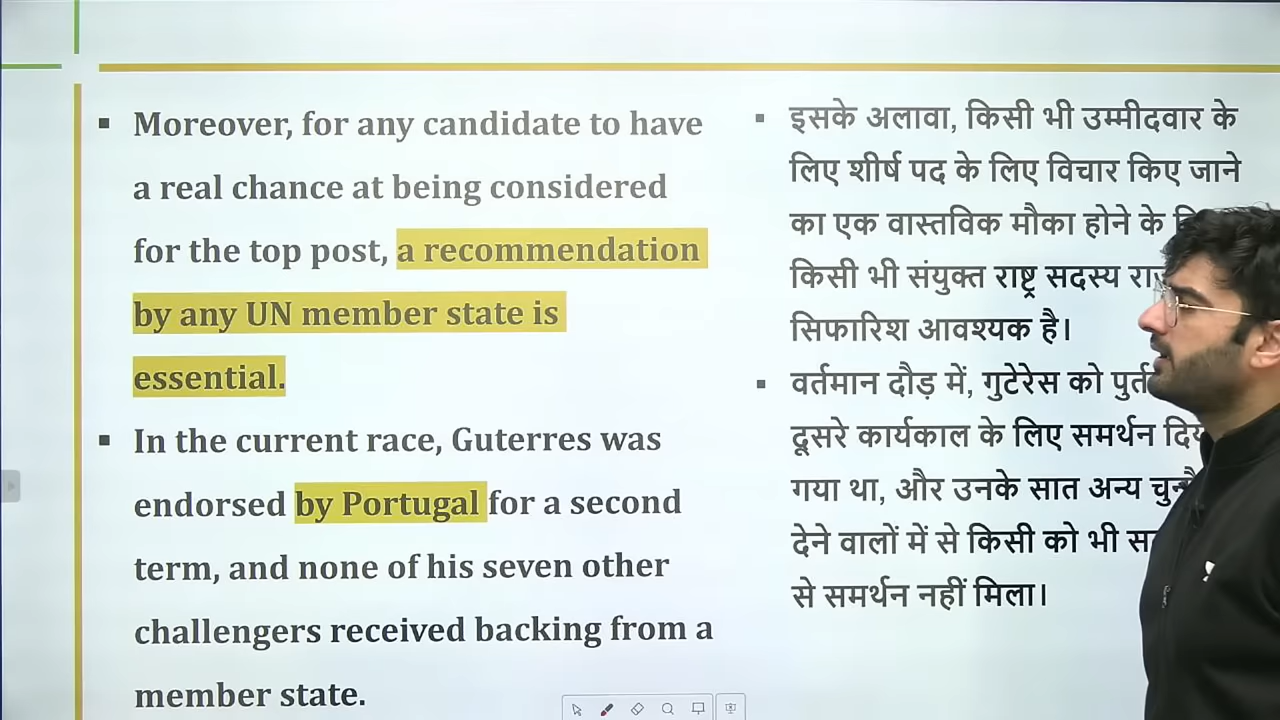 Moreover, for any candidate to have
a real chance at being considered
for the top post, a recommendation
by any UN member state is
essential.
In the current race, Guterres was
endorsed by Portugal for a second
term, and none of his seven other
challengers received backing from a
member state.
इसके अलावा, किसी भी उम्मीदवार के
लिए शीर्ष पद के लिए विचार किए जाने
का एक वास्तविक मौका होने के
किसी भी संयुक्त राष्ट्र सदस्य
सिफारिश आवश्यक है।
वर्तमान दौड़ में, गुटेरेस को
दूसरे कार्यकाल के लिए समर्थन
गया था, और उनके सात अन्य
देने वालों में से किसी को भी
से समर्थन नहीं मिला।